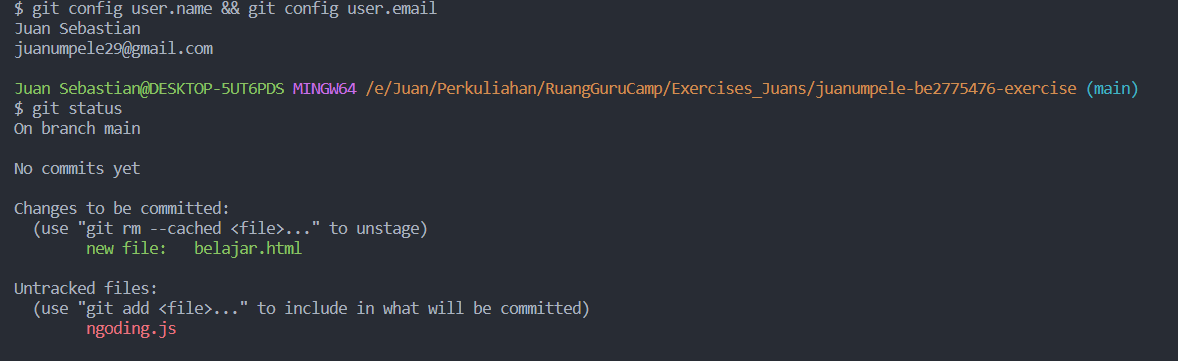 $ git config user.name && git config user.email
Juan Sebastian
juanumpele29@gmail.com
Juan Sebastian@DESKTOP-5UT6PDS MINGW64 /e/Juan/Perkuliahan/RuangGuruCamp/Exercises_Juans/juanumpele-be2775476-exercise (main)
$ git status
On branch main
No commits yet
Changes to be committed:
  (use "git rm --cached <file>..." to unstage)
        new file:   belajar.html
Untracked files:
  (use "git add <file>..." to include in what will be committed)
        ngoding.js